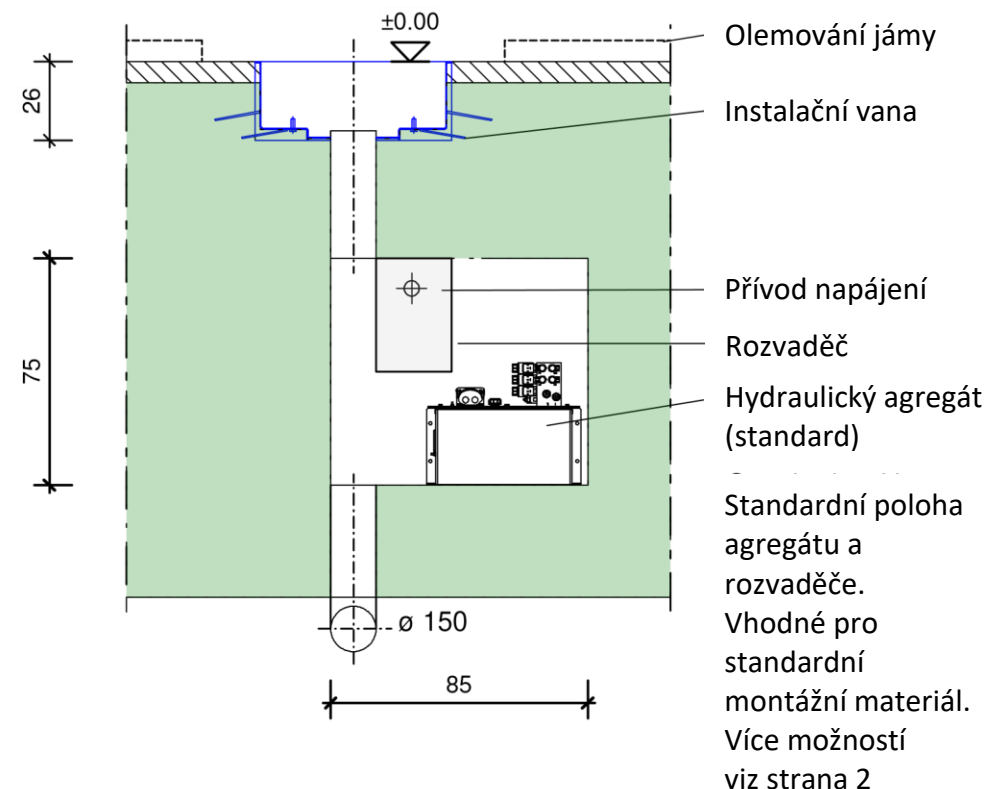 ±0.00
Olemování jámy
26
Instalační vana
Přívod napájení
75
Rozvaděč
Hydraulický agregát
(standard)
Standardní poloha
agregátu a
rozvaděče.
Vhodné pro
standardní
montážní materiál.
Více možností
viz strana 2
ø 150
85